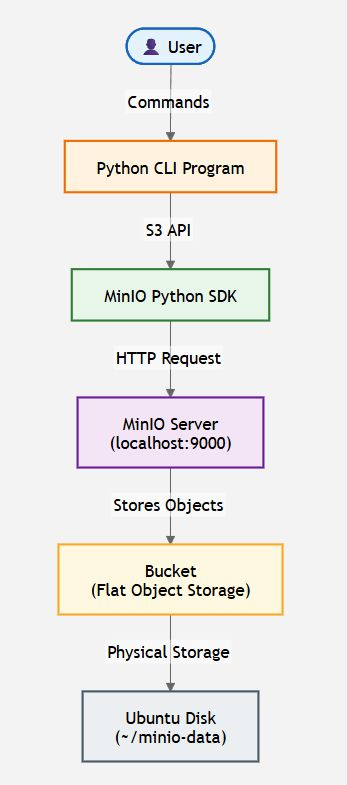 User
Commands
Python CLI Program
S3 API
MinIO Python SDK
HTTP Request
MinIO Server
(localhost:9000)
Stores Objects
Bucket
(Flat Object Storage)
Physical Storage
Ubuntu Disk
(~/minio-data)